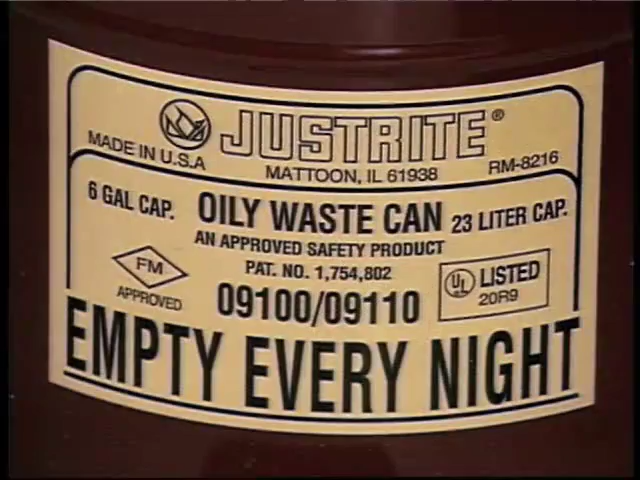 JUSTRITE®
MADE IN U.S.A
MATTOON, IL 61938
RM-8216
6 GAL CAP.
OILY WASTE CAN
23 LITER CAP.
AN APPROVED SAFETY PRODUCT
PAT. NO. 1,754,802
FM
APPROVED
09100/09110
UL LISTED
20R9
EMPTY EVERY NIGHT